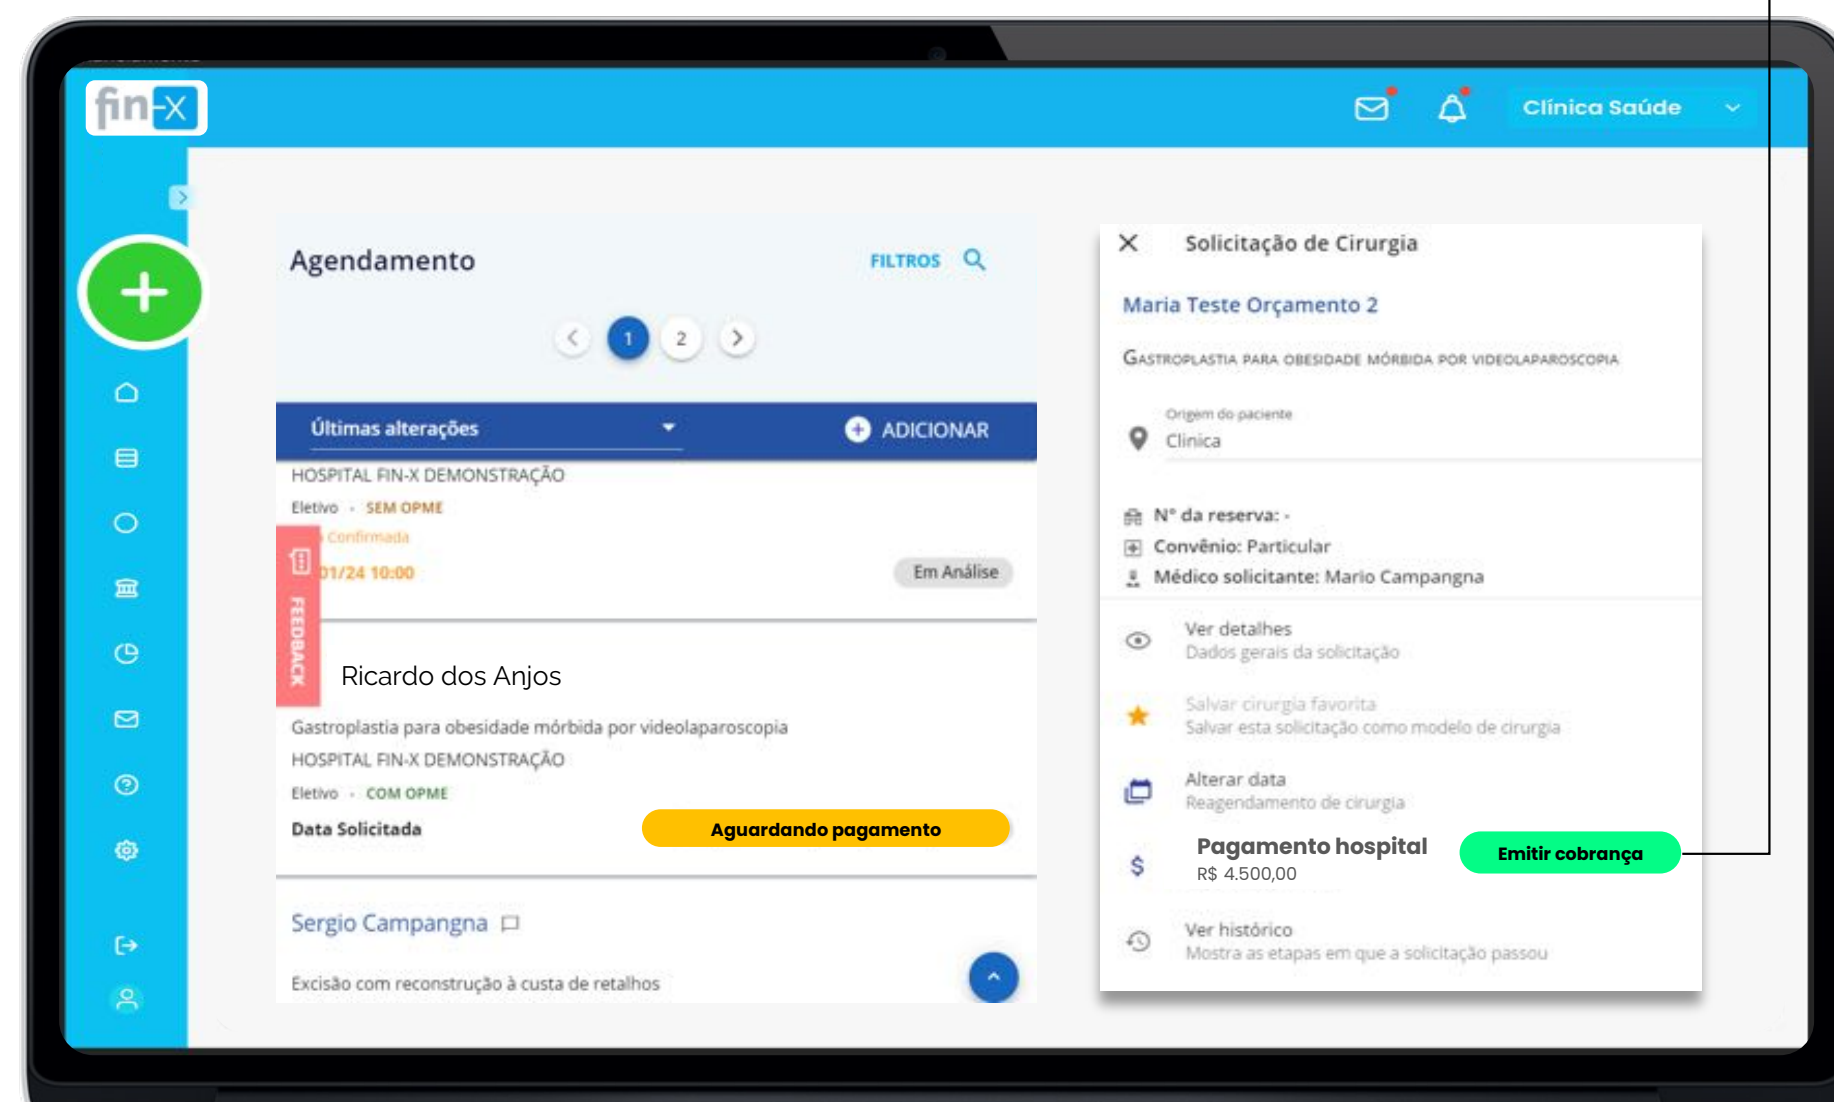 fin-x
Clínica Saúde
Agendamento
FILTROS
1
2
Últimas alterações
ADICIONAR
HOSPITAL FIN-X DEMONSTRAÇÃO
Eletivo - SEM OPME
Confirmada
01/24 10:00
Em Análise
FEEDBACK
Ricardo dos Anjos
Gastroplastia para obesidade mórbida por videolaparoscopia
HOSPITAL FIN-X DEMONSTRAÇÃO
Eletivo - COM OPME
Data Solicitada
Aguardando pagamento
Sergio Campangna
Excisão com reconstrução à custa de retalhos
Solicitação de Cirurgia
Maria Teste Orçamento 2
GASTROPLASTIA PARA OBESIDADE MÓRBIDA POR VIDEOLAPAROSCOPIA
Origem do paciente
Clinica
N° da reserva: -
Convênio: Particular
Médico solicitante: Mario Campangna
Ver detalhes
Dados gerais da solicitação
Salvar cirurgia favorita
Salvar esta solicitação como modelo de cirurgia
Alterar data
Reagendamento de cirurgia
Pagamento hospital
R$ 4.500,00
Emitir cobrança
Ver histórico
Mostra as etapas em que a solicitação passou